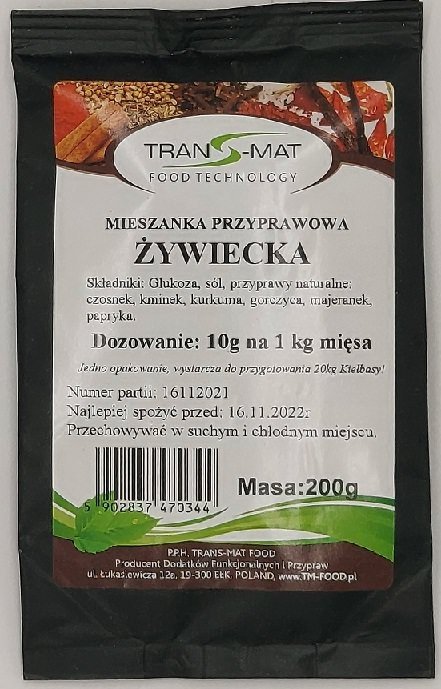 TRANS-MAT
FOOD TECHNOLOGY
MIESZANKA PRZYPRAWOWA
ŻYWIECKA
Składniki: Glukoza, sól, przyprawy naturalne:
czosnek, kminek, kurkuma, gorczyca, majeranek,
papryka.
Dozowanie: 10g na 1 kg mięsa
Jedno opakowanie, wystarcza do przygotowania 20kg Kiełbasy!
Numer partii: 16112021
Najlepiej spożyć przed: 16.11.2022r
Przechowywać w suchym i chłodnym miejscu.
5 902837 470344
Masa:200g
P.P.H. TRANS-MAT FOOD
Producent Dodatków Funkcjonalnych i Przypraw
ul. Łukasiewicza 12a, 19-300 EŁK, POLAND, www.TM-FOOD.pl